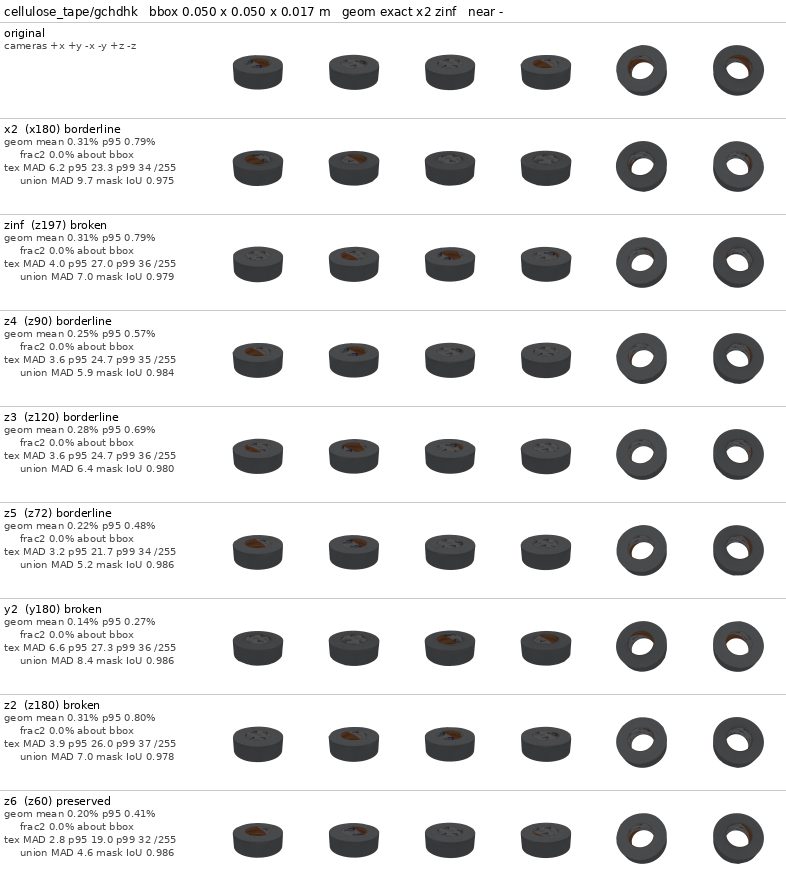 cellulose_tape/gchdhk bbox 0.050 x 0.050 x 0.017 m geom exact x2 zinf near -
original
cameras +x +y -x -y +z -z
x2 (x180) borderline
geom mean 0.31% p95 0.79%
frac2 0.0% about bbox
tex MAD 6.2 p95 23.3 p99 34 /255
union MAD 9.7 mask IoU 0.975
zinf (z197) broken
geom mean 0.31% p95 0.79%
frac2 0.0% about bbox
tex MAD 4.0 p95 27.0 p99 36 /255
union MAD 7.0 mask IoU 0.979
z4 (z90) borderline
geom mean 0.25% p95 0.57%
frac2 0.0% about bbox
tex MAD 3.6 p95 24.7 p99 35 /255
union MAD 5.9 mask IoU 0.984
z3 (z120) borderline
geom mean 0.28% p95 0.69%
frac2 0.0% about bbox
tex MAD 3.6 p95 24.7 p99 36 /255
union MAD 6.4 mask IoU 0.980
z5 (z72) borderline
geom mean 0.22% p95 0.48%
frac2 0.0% about bbox
tex MAD 3.2 p95 21.7 p99 34 /255
union MAD 5.2 mask IoU 0.986
y2 (y180) broken
geom mean 0.14% p95 0.27%
frac2 0.0% about bbox
tex MAD 6.6 p95 27.3 p99 36 /255
union MAD 8.4 mask IoU 0.986
z2 (z180) broken
geom mean 0.31% p95 0.80%
frac2 0.0% about bbox
tex MAD 3.9 p95 26.0 p99 37 /255
union MAD 7.0 mask IoU 0.978
z6 (z60) preserved
geom mean 0.20% p95 0.41%
frac2 0.0% about bbox
tex MAD 2.8 p95 19.0 p99 32 /255
union MAD 4.6 mask IoU 0.986